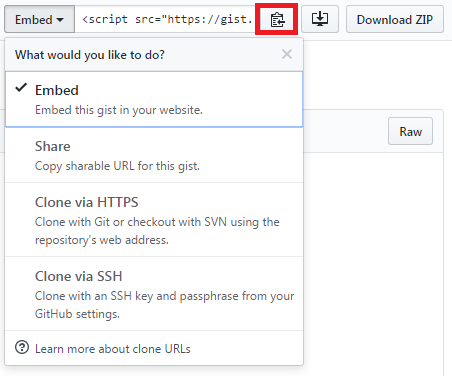 Embed <script src="https://gist. Download ZIP
What would you like to do?
Embed
Embed this gist in your website.
Raw
Share
Copy sharable URL for this gist.
Clone via HTTPS
Clone with Git or checkout with SVN using the
repository's web address.
Clone via SSH
Clone with an SSH key and passphrase from your
GitHub settings.
Learn more about clone URLs